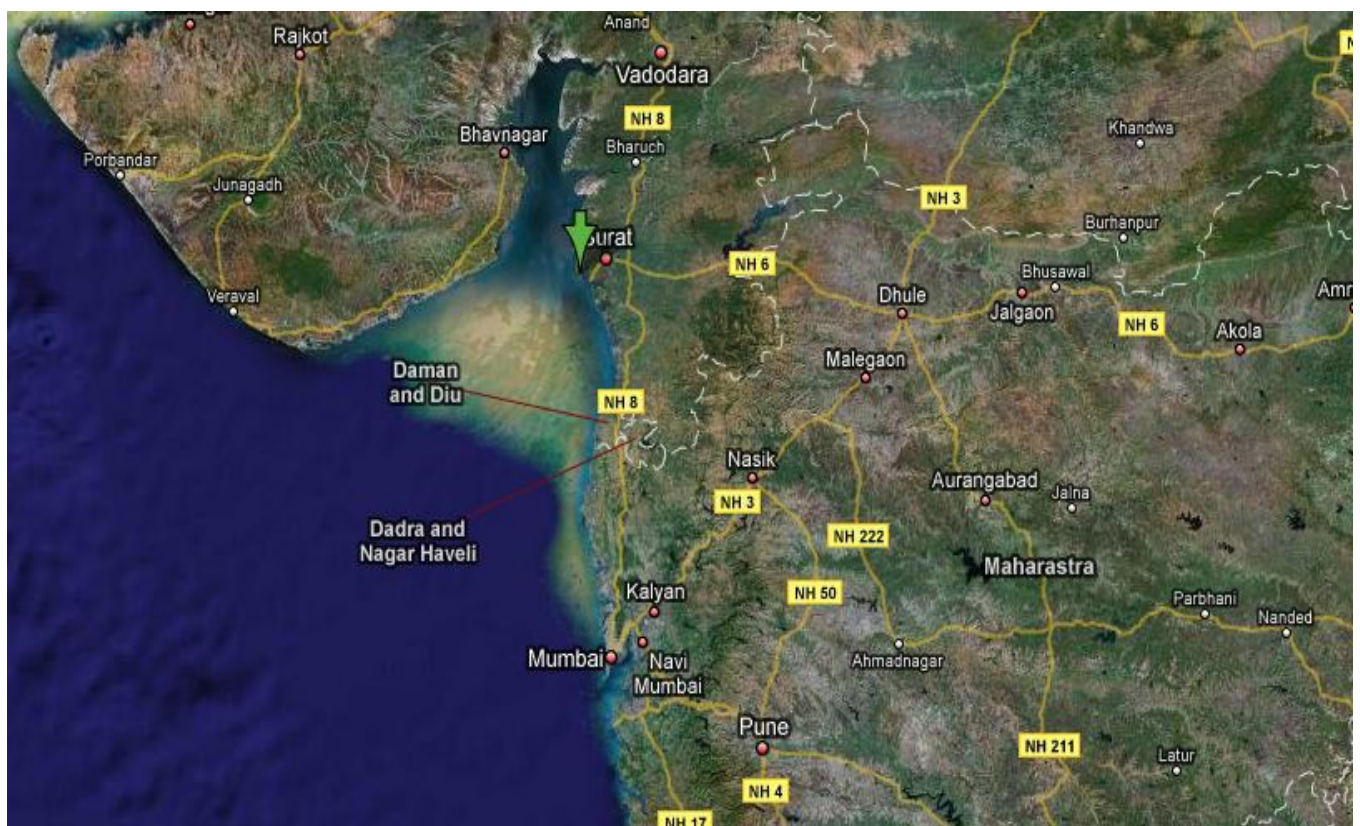 Anand
Rajkot
Vadodara
NH 8
Khandwa
Bhavnagar
Bharuch
Porbandar
Junagadh
NH 3
Burhanpur
Surat
NH 6
Bhusawal
Veraval
Dhule
Jalgaon
NH 6
Akola
Malegaon
Daman
and Diu
NH 8
Nasik
Aurangabad
Jalna
NH 3
Dadra and
Nagar Haveli
NH 222
Maharastra
Kalyan
NH 50
Parbhani
Nanded
Mumbai
Navi
Mumbai
Ahmadnagar
Pune
NH 211
Latur
NH 4
NH 17